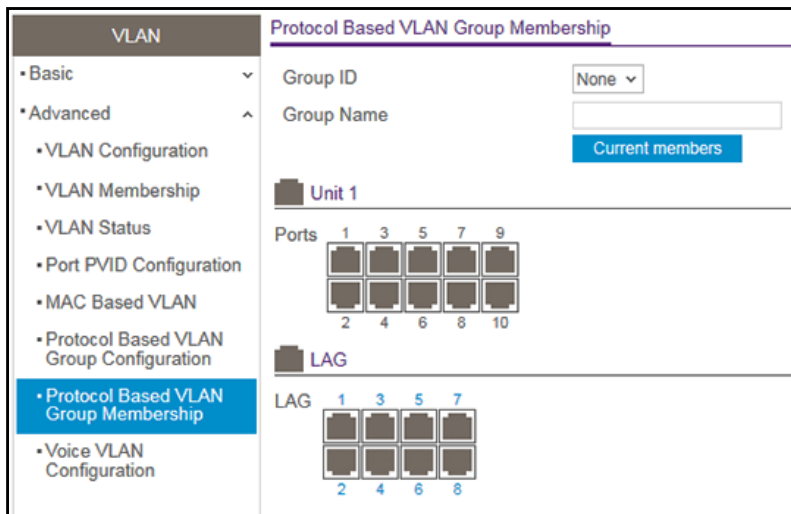 VLAN
Basic
Advanced
VLAN Configuration
VLAN Membership
VLAN Status
Port PVID Configuration
MAC Based VLAN
Protocol Based VLAN
Group Configuration
Protocol Based VLAN
Group Membership
Voice VLAN
Configuration
Protocol Based VLAN Group Membership
Group ID
None
Group Name
Current members
Unit 1
Ports
1 3 5 7 9
2 4 6 8 10
LAG
LAG
1 3 5 7
2 4 6 8